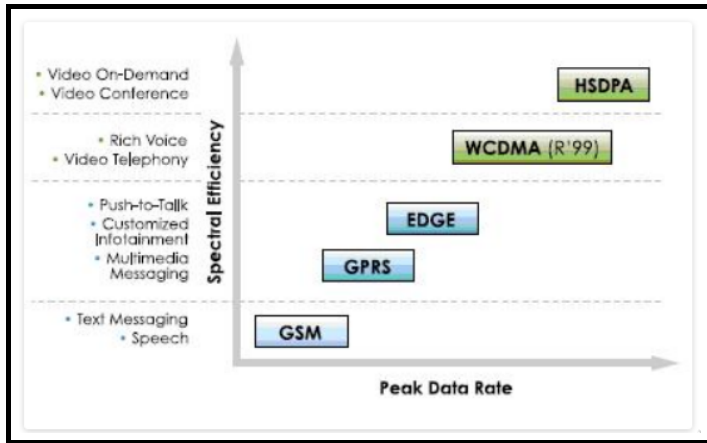 • Video On-Demand
• Video Conference
HSDPA
• Rich Voice
• Video Telephony
WCDMA (R'99)
• Push-to-Talk
• Customized
Infotainment
• Multimedia
Messaging
EDGE
GPRS
• Text Messaging
• Speech
GSM
Spectral Efficiency
Peak Data Rate